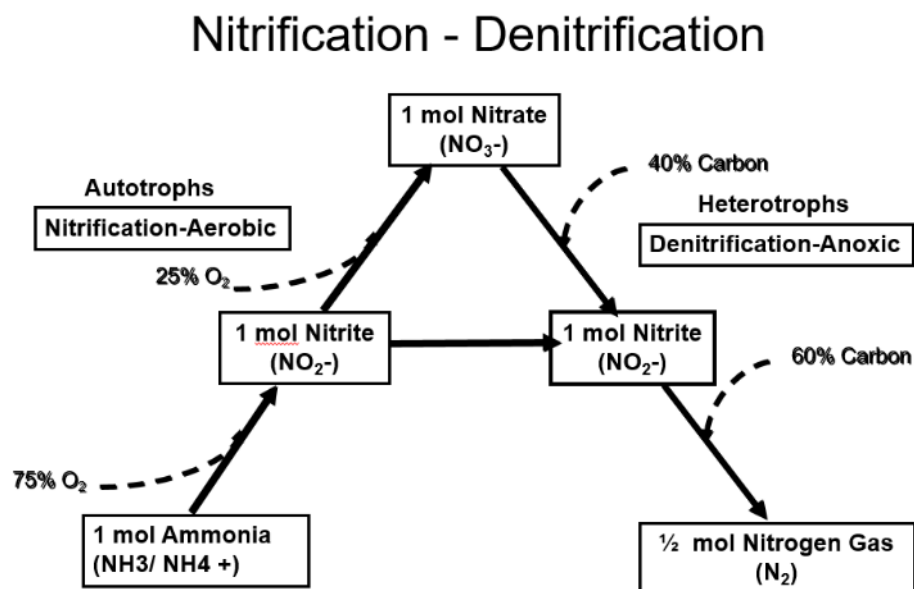 Nitrification - Denitrification
1 mol Nitrate
(NO₃-)
40% Carbon
Autotrophs
Nitrification-Aerobic
Heterotrophs
Denitrification-Anoxic
25% O₂
1 mol Nitrite
(NO₂-)
1 mol Nitrite
(NO₂-)
60% Carbon
75% O₂
1 mol Ammonia
(NH3/ NH4 +)
½ mol Nitrogen Gas
(N₂)